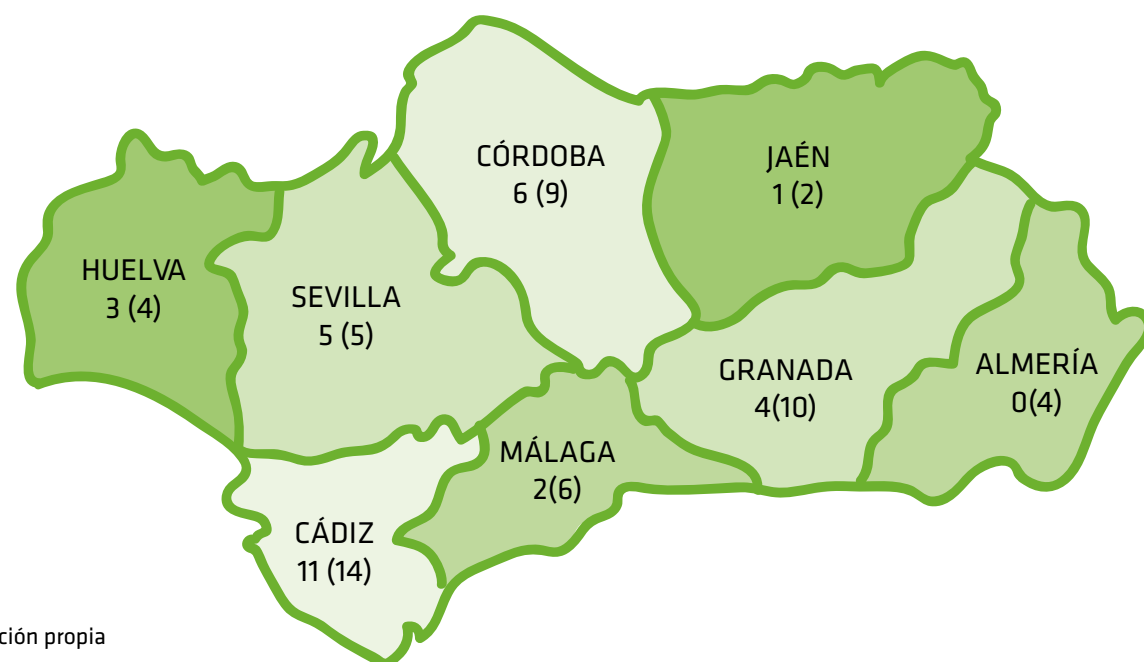 CÓRDOBA
6 (9)
JAÉN
1 (2)
HUELVA
3 (4)
SEVILLA
5 (5)
GRANADA
4(10)
ALMERÍA
0(4)
MÁLAGA
2(6)
CÁDIZ
11 (14)
ción propia